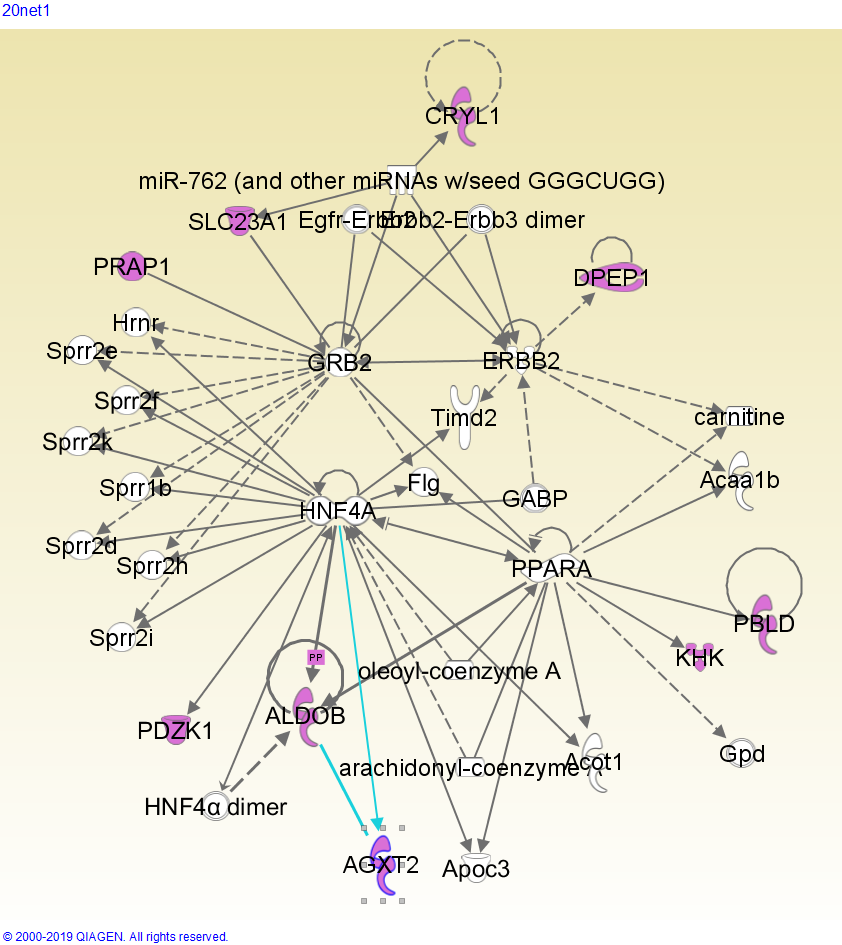 20net1
CRYL1
miR-762 (and other miRNAs w/seed GGGCUGG)
SLC23A1
Egfr-Erbb2
Erbb2-Erbb3 dimer
PRAP1
DPEP1
Hrnr
Sprr2e
GRB2
ERBB2
Sprr2f
Timd2
carnitine
Sprr2k
Sprr1b
Flg
GABP
Acaa1b
HNF4A
Sprr2d
Sprr2h
PPARA
Sprr2i
PBLD
PP
KHK
oleoyl-coenzyme A
ALDOB
PDZK1
Gpd
arachidonyl-coenzyme
Acot1
HNF4α dimer
AGXT2
Apoc3
© 2000-2019 QIAGEN. All rights reserved.